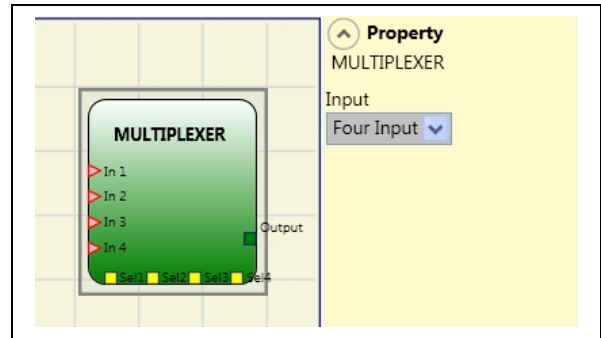 Property
MULTIPLEXER
Input
Four Input
MULTIPLEXER
In 1
In 2
In 3
In 4
Output
Sel1 Sel2 Sel3 Sel4